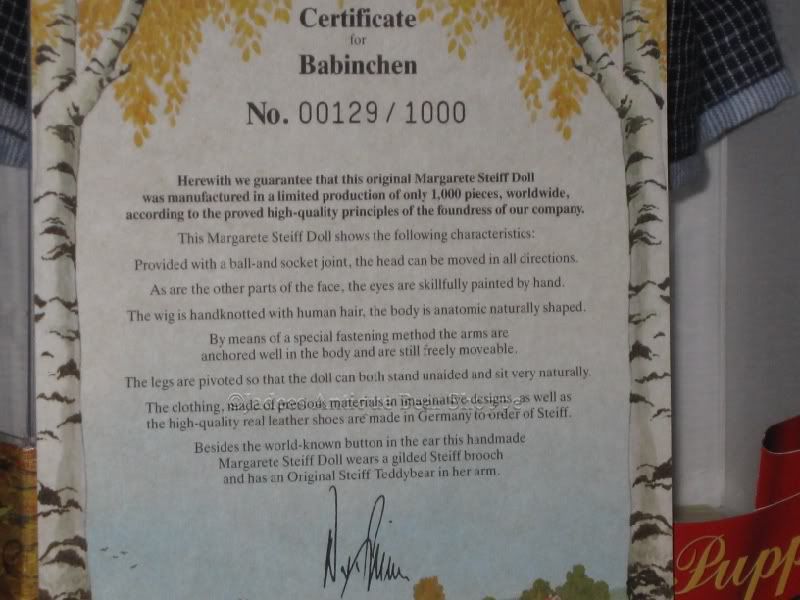 Certificate
for
Babinchen
No. 00129 / 1000
Herewith we guarantee that this original Margarete Steiff Doll
was manufactured in a limited production of only 1,000 pieces, worldwide,
according to the proved high-quality principles of the foundress of our company.
This Margarete Steiff Doll shows the following characteristics:
Provided with a ball-and socket joint, the head can be moved in all directions.
As are the other parts of the face, the eyes are skillfully painted by hand.
The wig is handknotted with human hair, the body is anatomic naturally shaped.
By means of a special fastening method the arms are
anchored well in the body and are still freely moveable.
The legs are pivoted so that the doll can both stand unaided and sit very naturally.
The clothing, made of precious materials in imaginative designs, as well as
the high-quality real leather shoes are made in Germany to order of Steiff.
Besides the world-known button in the ear this handmade
Margarete Steiff Doll wears a gilded Steiff brooch
and has an Original Steiff Teddybear in her arm.
Pupp